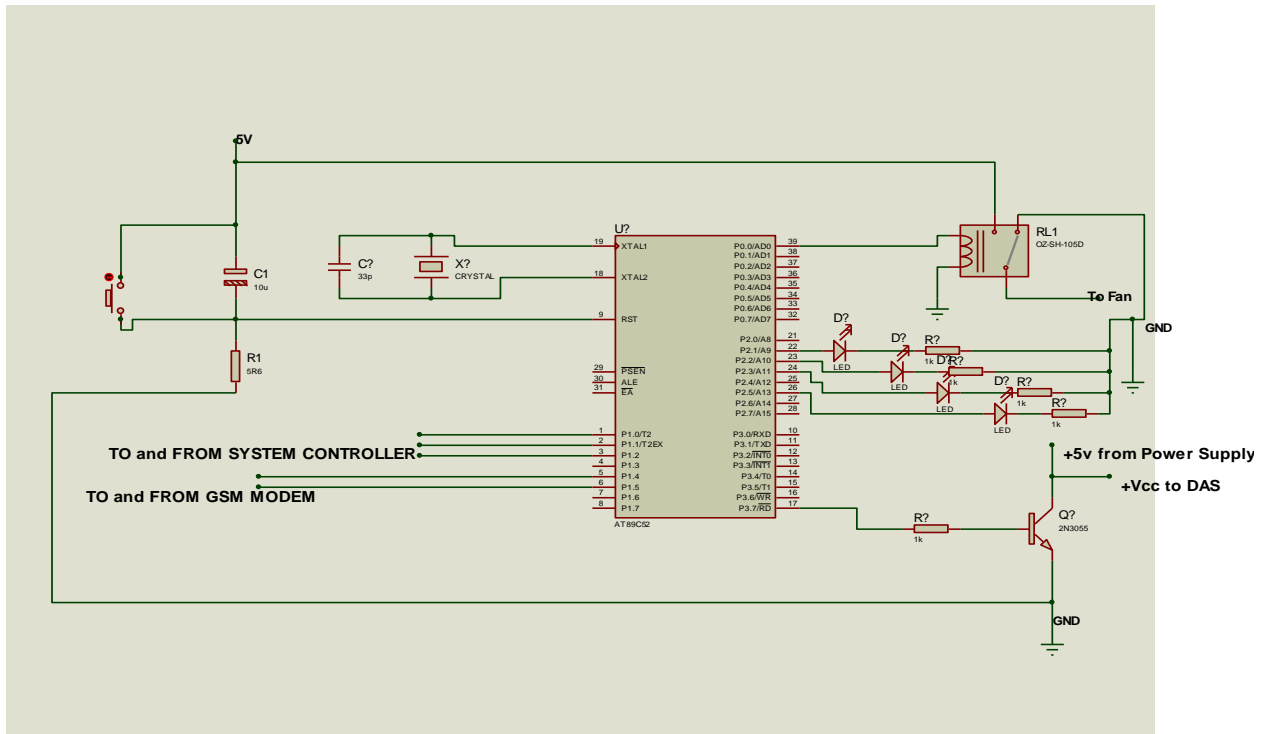 5V
C1
10u
R1
5R6
C?
33p
X?
CRYSTAL
U?
19
XTAL1
18
XTAL2
9
RST
29
PSEN
30
ALE
31
EA
1
P1.0/T2
2
P1.1/T2EX
3
P1.2
4
P1.3
5
P1.4
6
P1.5
7
P1.6
8
P1.7
P0.0/AD0
39
P0.1/AD1
38
P0.2/AD2
37
P0.3/AD3
36
P0.4/AD4
35
P0.5/AD5
34
P0.6/AD6
33
P0.7/AD7
32
P2.0/A8
21
P2.1/A9
22
P2.2/A10
23
P2.3/A11
24
P2.4/A12
25
P2.5/A13
26
P2.6/A14
27
P2.7/A15
28
P3.0/RXD
10
P3.1/TXD
11
P3.2/INT0
12
P3.3/INT1
13
P3.4/T0
14
P3.5/T1
15
P3.6/WR
16
P3.7/RD
17
AT89C52
TO and FROM SYSTEM CONTROLLER
TO and FROM GSM MODEM
RL1
OZ-SH-105D
To Fan
GND
D?
LED
R?
1k
D?
LED
R?
1k
D?
LED
R?
1k
D?
LED
R?
1k
+5v from Power Supply
+Vcc to DAS
R?
1k
Q?
2N3055
GND